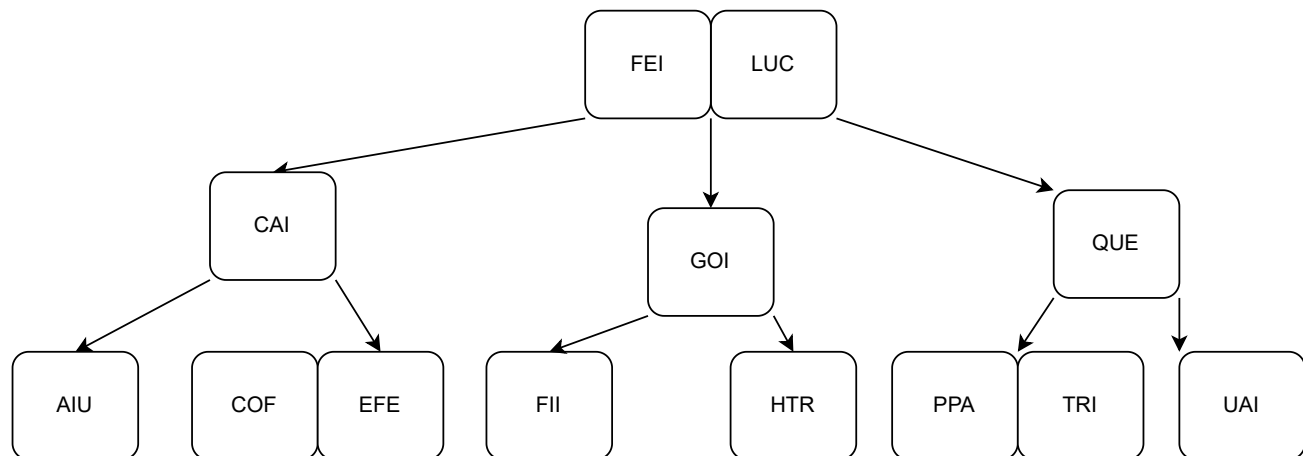 FEI
LUC
CAI
GOI
QUE
AIU
COF
EFE
FII
HTR
PPA
TRI
UAI